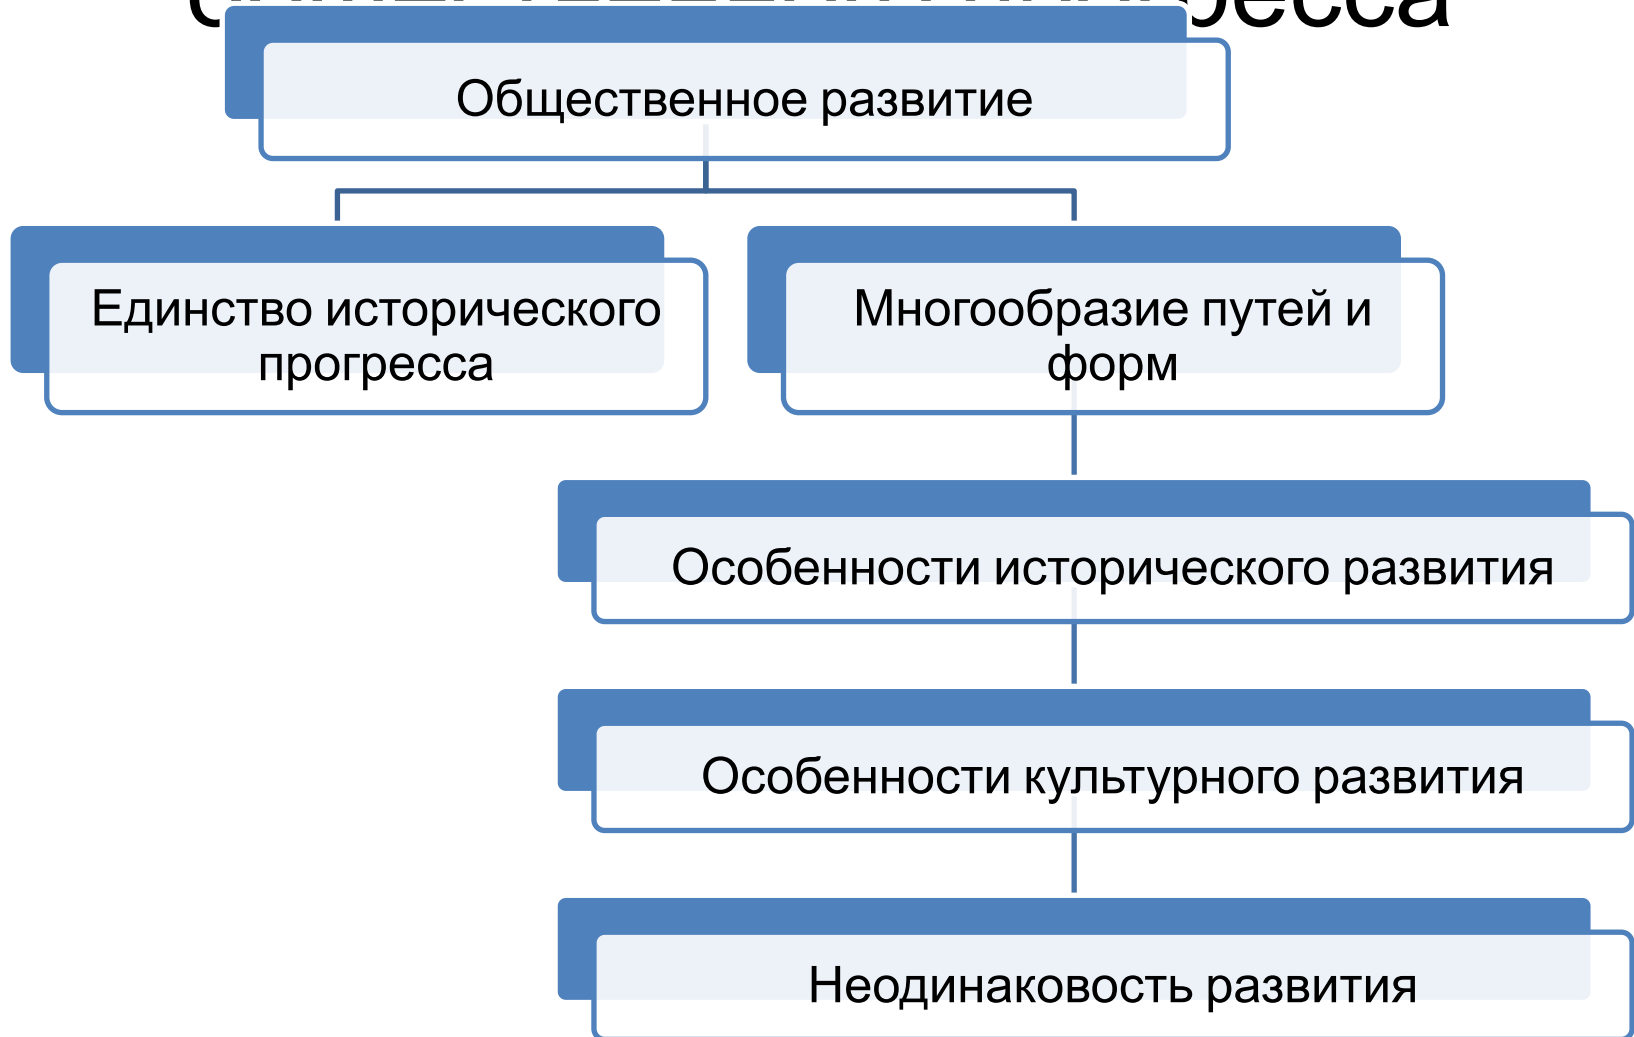 Общественное развитие
Единство исторического
прогресса
Многообразие путей и
форм
Особенности исторического развития
Особенности культурного развития
Неодинаковость развития